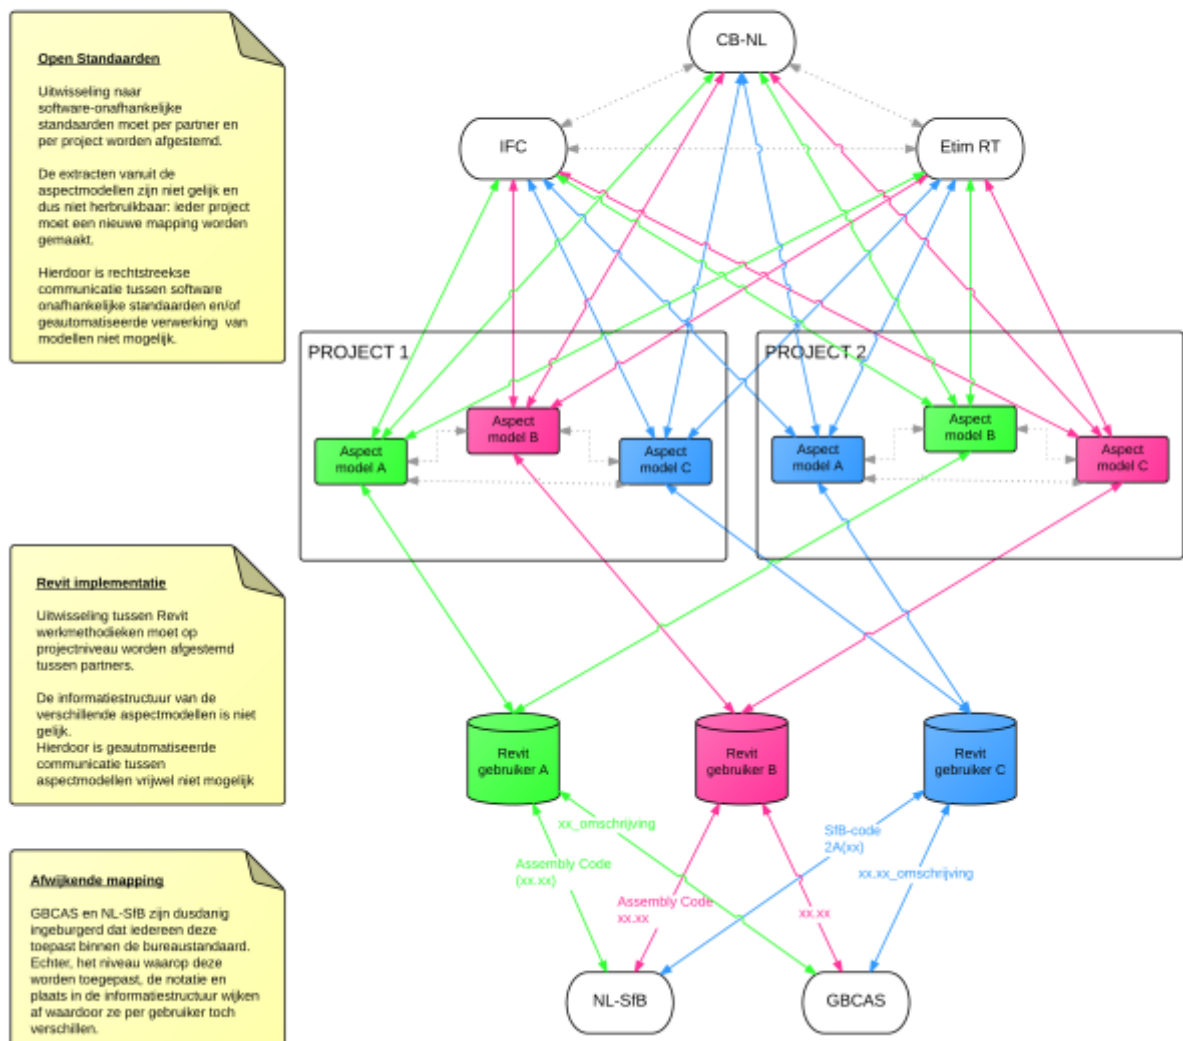 Open Standaarden
Uitwisseling naar
software-onafhankelijke
standaarden moet per partner en
per project worden afgestemd.
De extracten vanuit de
aspectmodellen zijn niet gelijk en
dus niet herbruikbaar: ieder project
moet een nieuwe mapping worden
gemaakt.
Hierdoor is rechtstreekse
communicatie tussen software
onafhankelijke standaarden en/of
geautomatiseerde verwerking van
modellen niet mogelijk.
CB-NL
IFC
Etim RT
PROJECT 1
Aspect
model A
Aspect
model B
Aspect
model C
PROJECT 2
Aspect
model A
Aspect
model B
Aspect
model C
Revit implementatie
Uitwisseling tussen Revit
werkmethodieken moet op
projectniveau worden afgestemd
tussen partners.
De informatiestructuur van de
verschillende aspectmodellen is niet
gelijk.
Hierdoor is geautomatiseerde
communicatie tussen
aspectmodellen vrijwel niet mogelijk
Revit
gebruiker A
Revit
gebruiker B
Revit
gebruiker C
xx_omschrijving
Assembly Code
(xx.xx)
Assembly Code
xx.xx
xx.xx
SfB-code
2A(xx)
xx.xx_omschrijving
Afwijkende mapping
GBCAS en NL-SfB zijn dusdanig
ingeburgerd dat iedereen deze
toepast binnen de bureaustandaard.
Echter, het niveau waarop deze
worden toegepast, de notatie en
plaats in de informatiestructuur wijken
af waardoor ze per gebruiker toch
verschillen.
NL-SfB
GBCAS